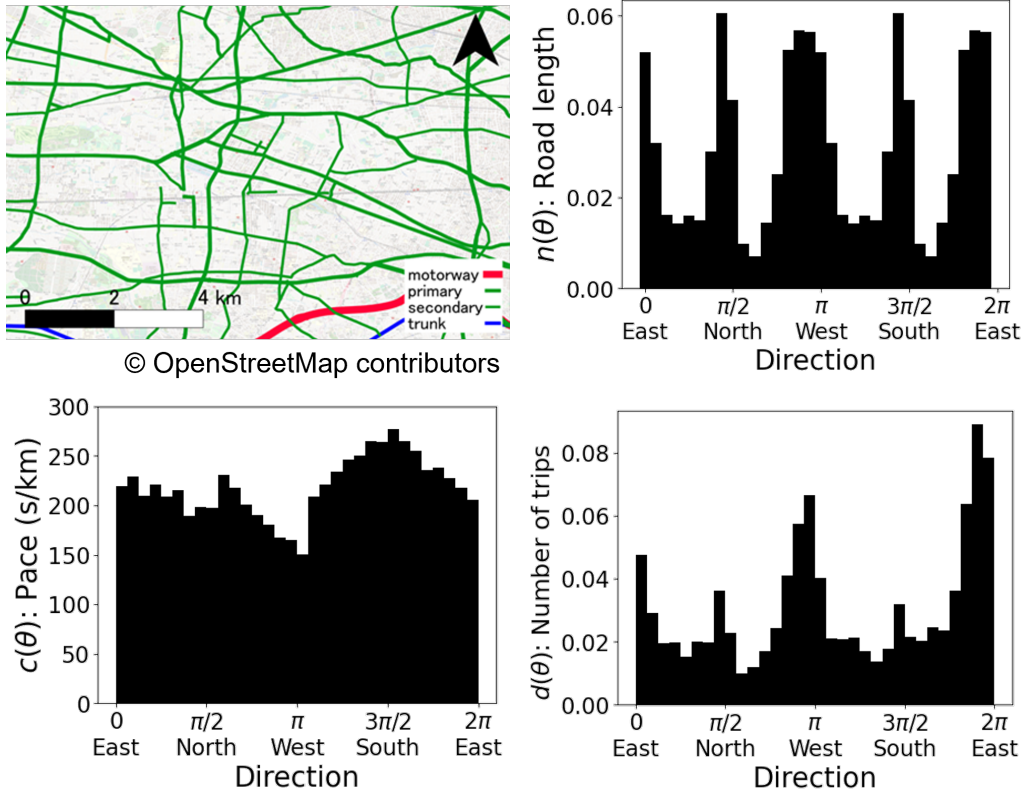 motorway
primary
secondary
trunk
0 2 4 km
© OpenStreetMap contributors
n(θ): Road length
0.06
0.04
0.02
0.00
0 π/2 π 3π/2 2π
East North West South East
Direction
c(θ): Pace (s/km)
300
250
200
150
100
50
0
0 π/2 π 3π/2 2π
East North West South East
Direction
d(θ): Number of trips
0.08
0.06
0.04
0.02
0.00
0 π/2 π 3π/2 2π
East North West South East
Direction